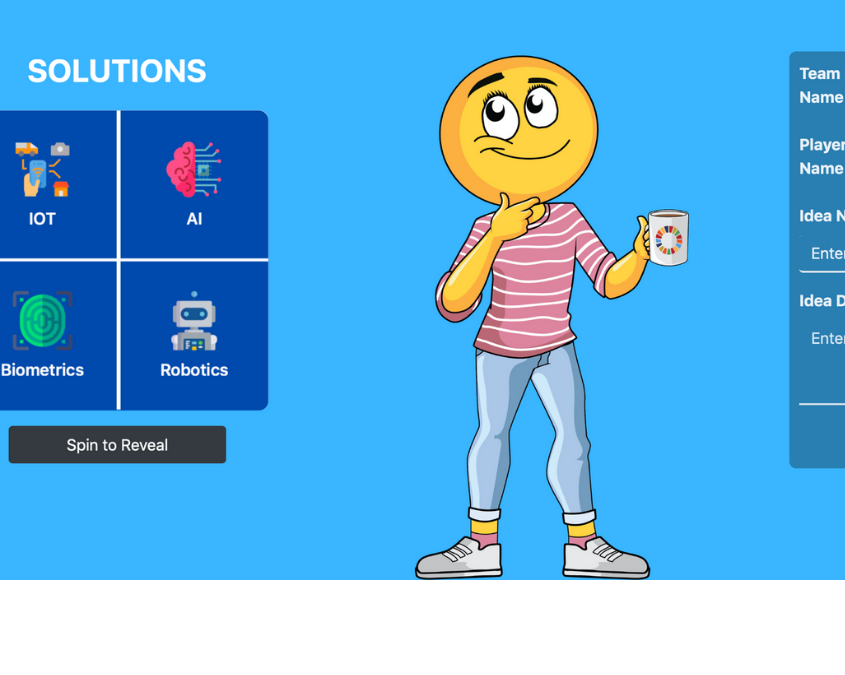 SOLUTIONS
IOT
AI
Biometrics
Robotics
Spin to Reveal
Team
Name
Player
Name
Idea N
Enter
Idea D
Enter